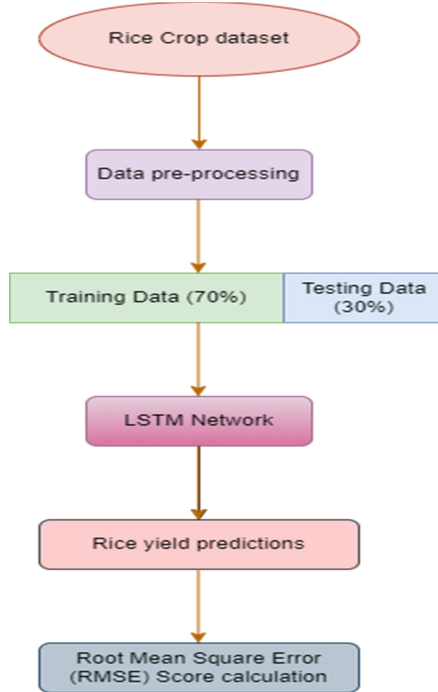 Rice Crop dataset
Data pre-processing
Training Data (70%)
Testing Data
(30%)
LSTM Network
Rice yield predictions
Root Mean Square Error
(RMSE) Score calculation